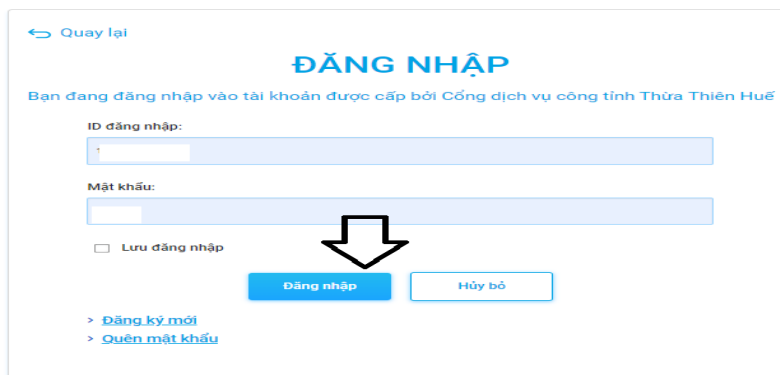 Quay lại
ĐĂNG NHẬP
Bạn đang đăng nhập vào tài khoản được cấp bởi Cổng dịch vụ công tỉnh Thừa Thiên Huế
ID đăng nhập:
Mật khẩu:
Lưu đăng nhập
Đăng nhập Hủy bỏ
> Đăng ký mới
> Quên mật khẩu